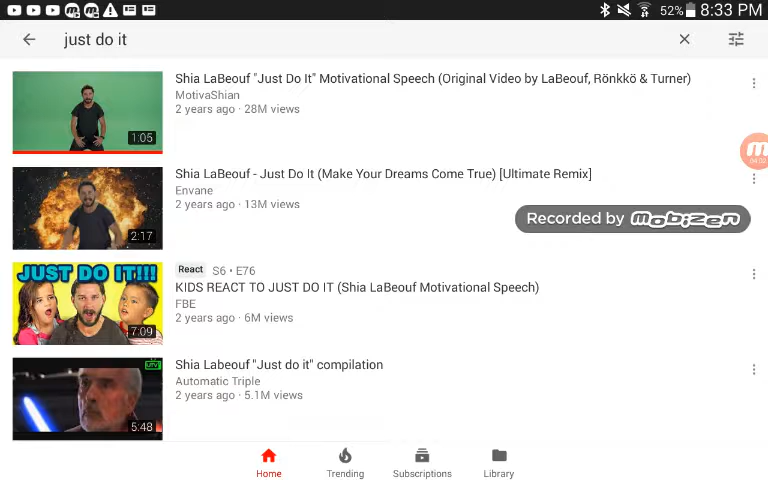 52% 8:33 PM
just do it
Shia LaBeouf "Just Do It" Motivational Speech (Original Video by LaBeouf, Rönkkö & Turner)
MotivaShian
2 years ago · 28M views
1:05
Shia LaBeouf - Just Do It (Make Your Dreams Come True) [Ultimate Remix]
Envane
2 years ago · 13M views
2:17
Recorded by mobizen
React S6 • E76
KIDS REACT TO JUST DO IT (Shia LaBeouf Motivational Speech)
FBE
2 years ago · 6M views
JUST DO IT!!!
7:09
Shia Labeouf "Just do it" compilation
Automatic Triple
2 years ago · 5.1M views
UTV
5:48
Home Trending Subscriptions Library